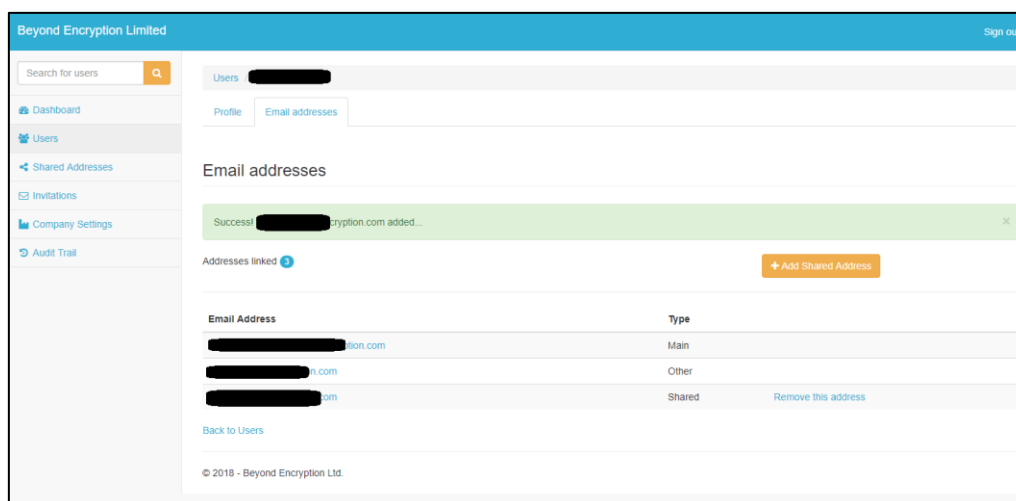 Beyond Encryption Limited
Sign ou
Search for users
Dashboard
Users
Shared Addresses
Invitations
Company Settings
Audit Trail
Users
Profile Email addresses
Email addresses
Success! cryption.com added...
×
Addresses linked 3
+ Add Shared Address
Email Address Type
ption.com Main
n.com Other
com Shared Remove this address
Back to Users
© 2018 - Beyond Encryption Ltd.